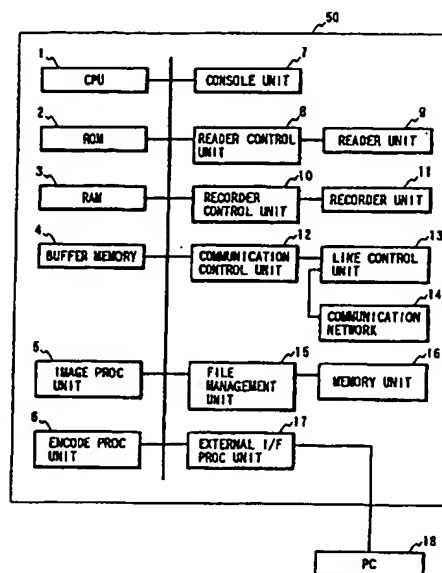 50
1
CPU
7
CONSOLE UNIT
2
ROM
8
READER CONTROL
UNIT
9
READER UNIT
3
RAM
10
RECORDER
CONTROL UNIT
11
RECORDER UNIT
4
BUFFER MEMORY
12
COMMUNICATION
CONTROL UNIT
13
LIKE CONTROL
UNIT
14
COMMUNICATION
NETWORK
5
IMAGE PROC
UNIT
15
FILE
MANAGEMENT
UNIT
16
MEMORY UNIT
6
ENCODE PROC
UNIT
17
EXTERNAL I/F
PROC UNIT
18
PC